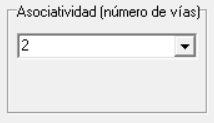 Asociatividad (número de vías)
2